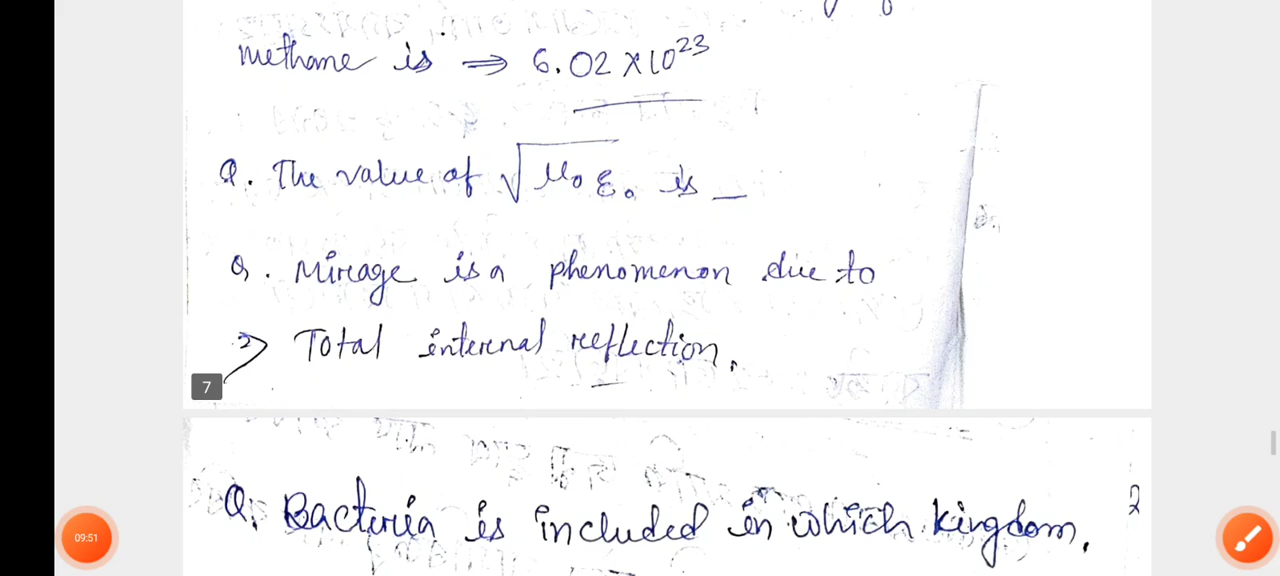 methane is ⇒ 6.02 × 10²³
Q. The value of √μ₀ε₀ is _
Q. Mirage is a phenomenon due to
⇒ Total internal reflection.
7
Q. Bacteria is included in which kingdom.
2
09:51